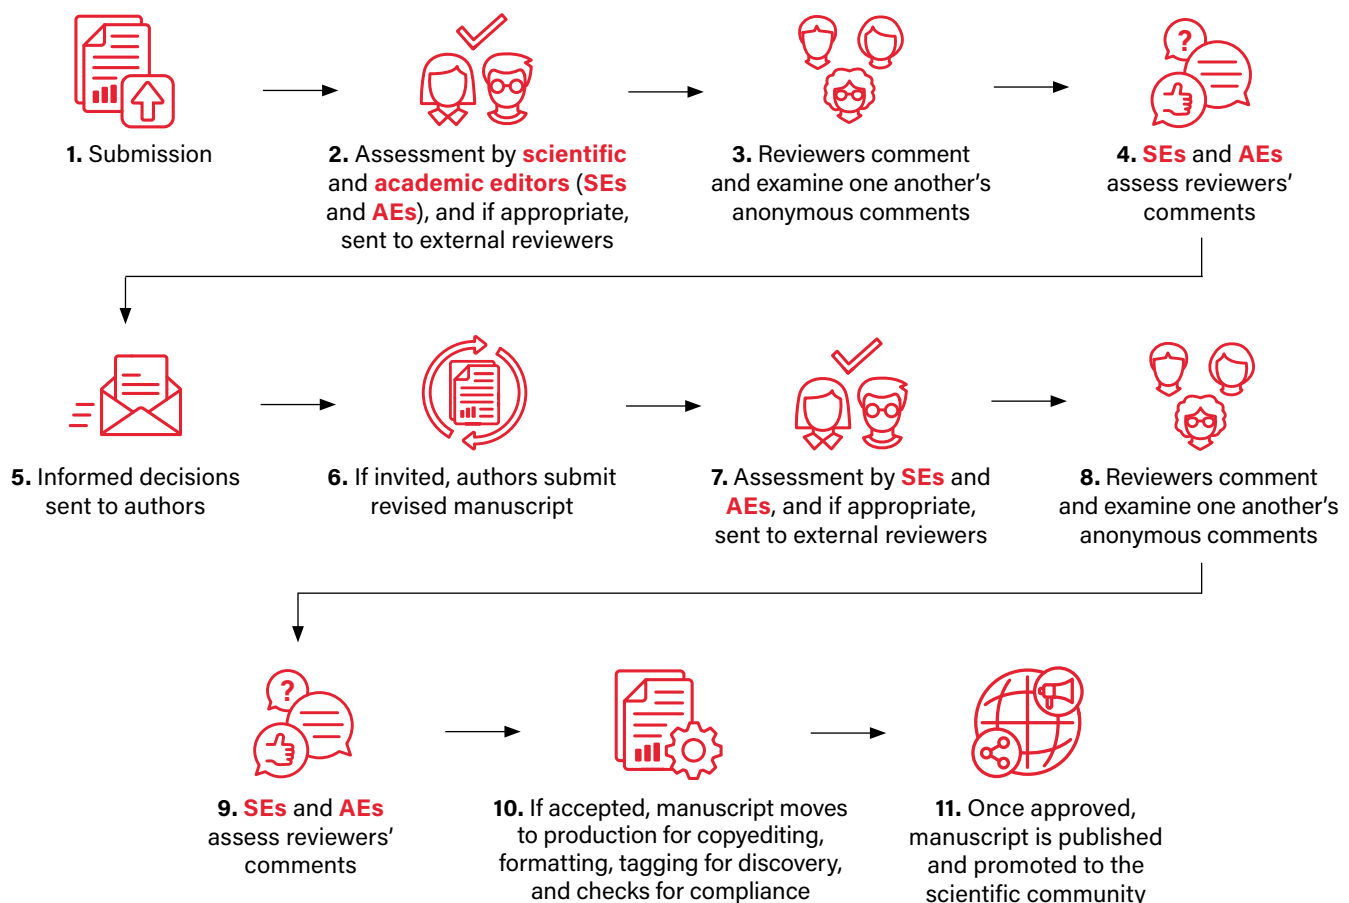 1. Submission
2. Assessment by scientific
and academic editors (SEs
and AEs), and if appropriate,
sent to external reviewers
3. Reviewers comment
and examine one another’s
anonymous comments
?
4. SEs and AEs
assess reviewers’
comments
5. Informed decisions
sent to authors
6. If invited, authors submit
revised manuscript
7. Assessment by SEs and
AEs, and if appropriate,
sent to external reviewers
8. Reviewers comment
and examine one another’s
anonymous comments
?
9. SEs and AEs
assess reviewers’
comments
10. If accepted, manuscript moves
to production for copyediting,
formatting, tagging for discovery,
and checks for compliance
11. Once approved,
manuscript is published
and promoted to the
scientific community